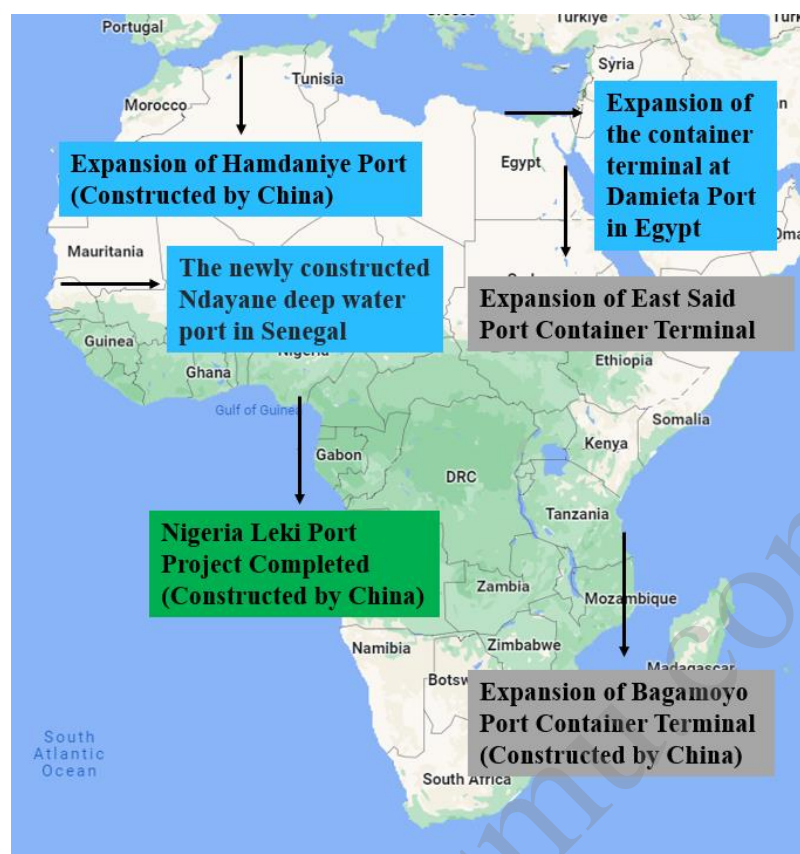 Portugal
Greece
Türkiye
Tunisia
Syria
Morocco
Expansion of
the container
terminal at
Damieta Port
in Egypt
Expansion of Hamdaniye Port
(Constructed by China)
Egypt
Mauritania
The newly constructed
Ndayane deep water
port in Senegal
Expansion of East Said
Port Container Terminal
Guinea
Ghana
Nigeria
Ethiopia
Gulf of Guinea
Somalia
Gabon
Kenya
DRC
Tanzania
Nigeria Leki Port
Project Completed
(Constructed by China)
Zambia
Mozambique
Namibia
Zimbabwe
Madagascar
Botsw
Expansion of Bagamoyo
Port Container Terminal
(Constructed by China)
South
Atlantic
Ocean
South Africa